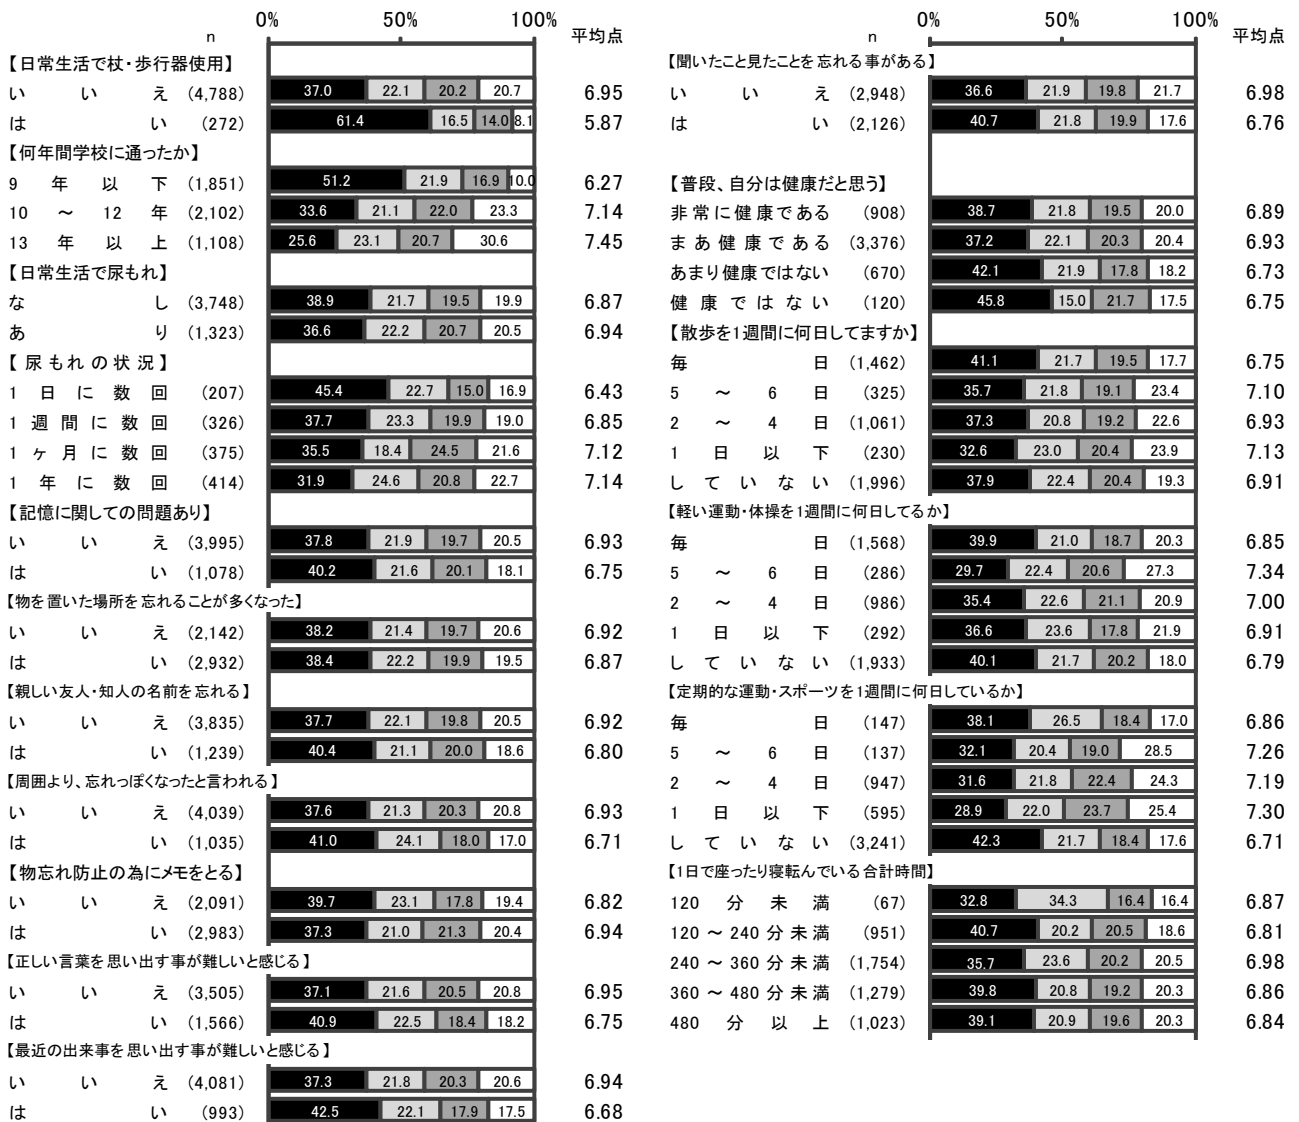 0% 50% 100%
n 平均点
【日常生活で杖・歩行器使用】
いいえ (4,788) 37.0 22.1 20.2 20.7 6.95
はい (272) 61.4 16.5 14.0 8.1 5.87
【何年間学校に通ったか】
9年以下 (1,851) 51.2 21.9 16.9 10.0 6.27
10～12年 (2,102) 33.6 21.1 22.0 23.3 7.14
13年以上 (1,108) 25.6 23.1 20.7 30.6 7.45
【日常生活で尿もれ】
なし (3,748) 38.9 21.7 19.5 19.9 6.87
あり (1,323) 36.6 22.2 20.7 20.5 6.94
【尿もれの状況】
1日に数回 (207) 45.4 22.7 15.0 16.9 6.43
1週間に数回 (326) 37.7 23.3 19.9 19.0 6.85
1ヶ月に数回 (375) 35.5 18.4 24.5 21.6 7.12
1年に数回 (414) 31.9 24.6 20.8 22.7 7.14
【記憶に関しての問題あり】
いいえ (3,995) 37.8 21.9 19.7 20.5 6.93
はい (1,078) 40.2 21.6 20.1 18.1 6.75
【物を置いた場所を忘れることが多くなった】
いいえ (2,142) 38.2 21.4 19.7 20.6 6.92
はい (2,932) 38.4 22.2 19.9 19.5 6.87
【親しい友人・知人の名前を忘れる】
いいえ (3,835) 37.7 22.1 19.8 20.5 6.92
はい (1,239) 40.4 21.1 20.0 18.6 6.80
【周囲より、忘れっぽくなったと言われる】
いいえ (4,039) 37.6 21.3 20.3 20.8 6.93
はい (1,035) 41.0 24.1 18.0 17.0 6.71
【物忘れ防止の為にメモをとる】
いいえ (2,091) 39.7 23.1 17.8 19.4 6.82
はい (2,983) 37.3 21.0 21.3 20.4 6.94
【正しい言葉を思い出す事が難しいと感じる】
いいえ (3,505) 37.1 21.6 20.5 20.8 6.95
はい (1,566) 40.9 22.5 18.4 18.2 6.75
【最近の出来事を思い出す事が難しいと感じる】
いいえ (4,081) 37.3 21.8 20.3 20.6 6.94
はい (993) 42.5 22.1 17.9 17.5 6.68
0% 50% 100%
n 平均点
【聞いたこと見たことを忘れる事がある】
いいえ (2,948) 36.6 21.9 19.8 21.7 6.98
はい (2,126) 40.7 21.8 19.9 17.6 6.76
【普段、自分は健康だと思う】
非常に健康である (908) 38.7 21.8 19.5 20.0 6.89
まあ健康である (3,376) 37.2 22.1 20.3 20.4 6.93
あまり健康ではない (670) 42.1 21.9 17.8 18.2 6.73
健康ではない (120) 45.8 15.0 21.7 17.5 6.75
【散歩を1週間に何日してますか】
毎日 (1,462) 41.1 21.7 19.5 17.7 6.75
5～6日 (325) 35.7 21.8 19.1 23.4 7.10
2～4日 (1,061) 37.3 20.8 19.2 22.6 6.93
1日以下 (230) 32.6 23.0 20.4 23.9 7.13
していない (1,996) 37.9 22.4 20.4 19.3 6.91
【軽い運動・体操を1週間に何日してるか】
毎日 (1,568) 39.9 21.0 18.7 20.3 6.85
5～6日 (286) 29.7 22.4 20.6 27.3 7.34
2～4日 (986) 35.4 22.6 21.1 20.9 7.00
1日以下 (292) 36.6 23.6 17.8 21.9 6.91
していない (1,933) 40.1 21.7 20.2 18.0 6.79
【定期的な運動・スポーツを1週間に何日しているか】
毎日 (147) 38.1 26.5 18.4 17.0 6.86
5～6日 (137) 32.1 20.4 19.0 28.5 7.26
2～4日 (947) 31.6 21.8 22.4 24.3 7.19
1日以下 (595) 28.9 22.0 23.7 25.4 7.30
していない (3,241) 42.3 21.7 18.4 17.6 6.71
【1日で座ったり寝転んでいる合計時間】
120分未満 (67) 32.8 34.3 16.4 16.4 6.87
120～240分未満 (951) 40.7 20.2 20.5 18.6 6.81
240～360分未満 (1,754) 35.7 23.6 20.2 20.5 6.98
360～480分未満 (1,279) 39.8 20.8 19.2 20.3 6.86
480分以上 (1,023) 39.1 20.9 19.6 20.3 6.84